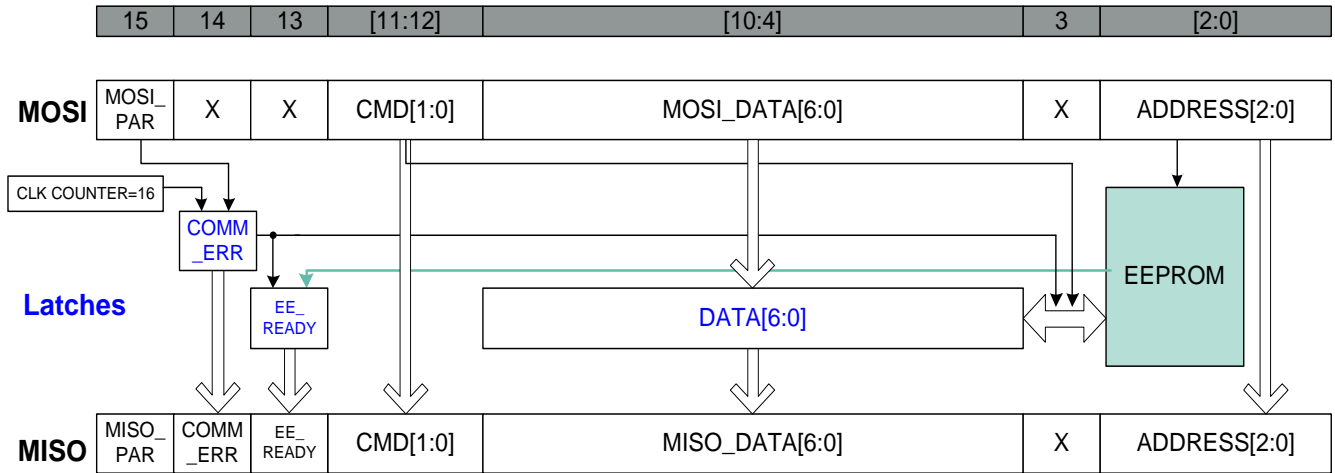 15 14 13 [11:12] [10:4] 3 [2:0]
MOSI MOSI_ X X CMD[1:0] MOSI_DATA[6:0] X ADDRESS[2:0]
PAR
CLK COUNTER=16
COMM
_ERR
EEPROM
Latches
EE_
READY
DATA[6:0]
MISO MISO_ COMM EE_ CMD[1:0] MISO_DATA[6:0] X ADDRESS[2:0]
PAR _ERR READY